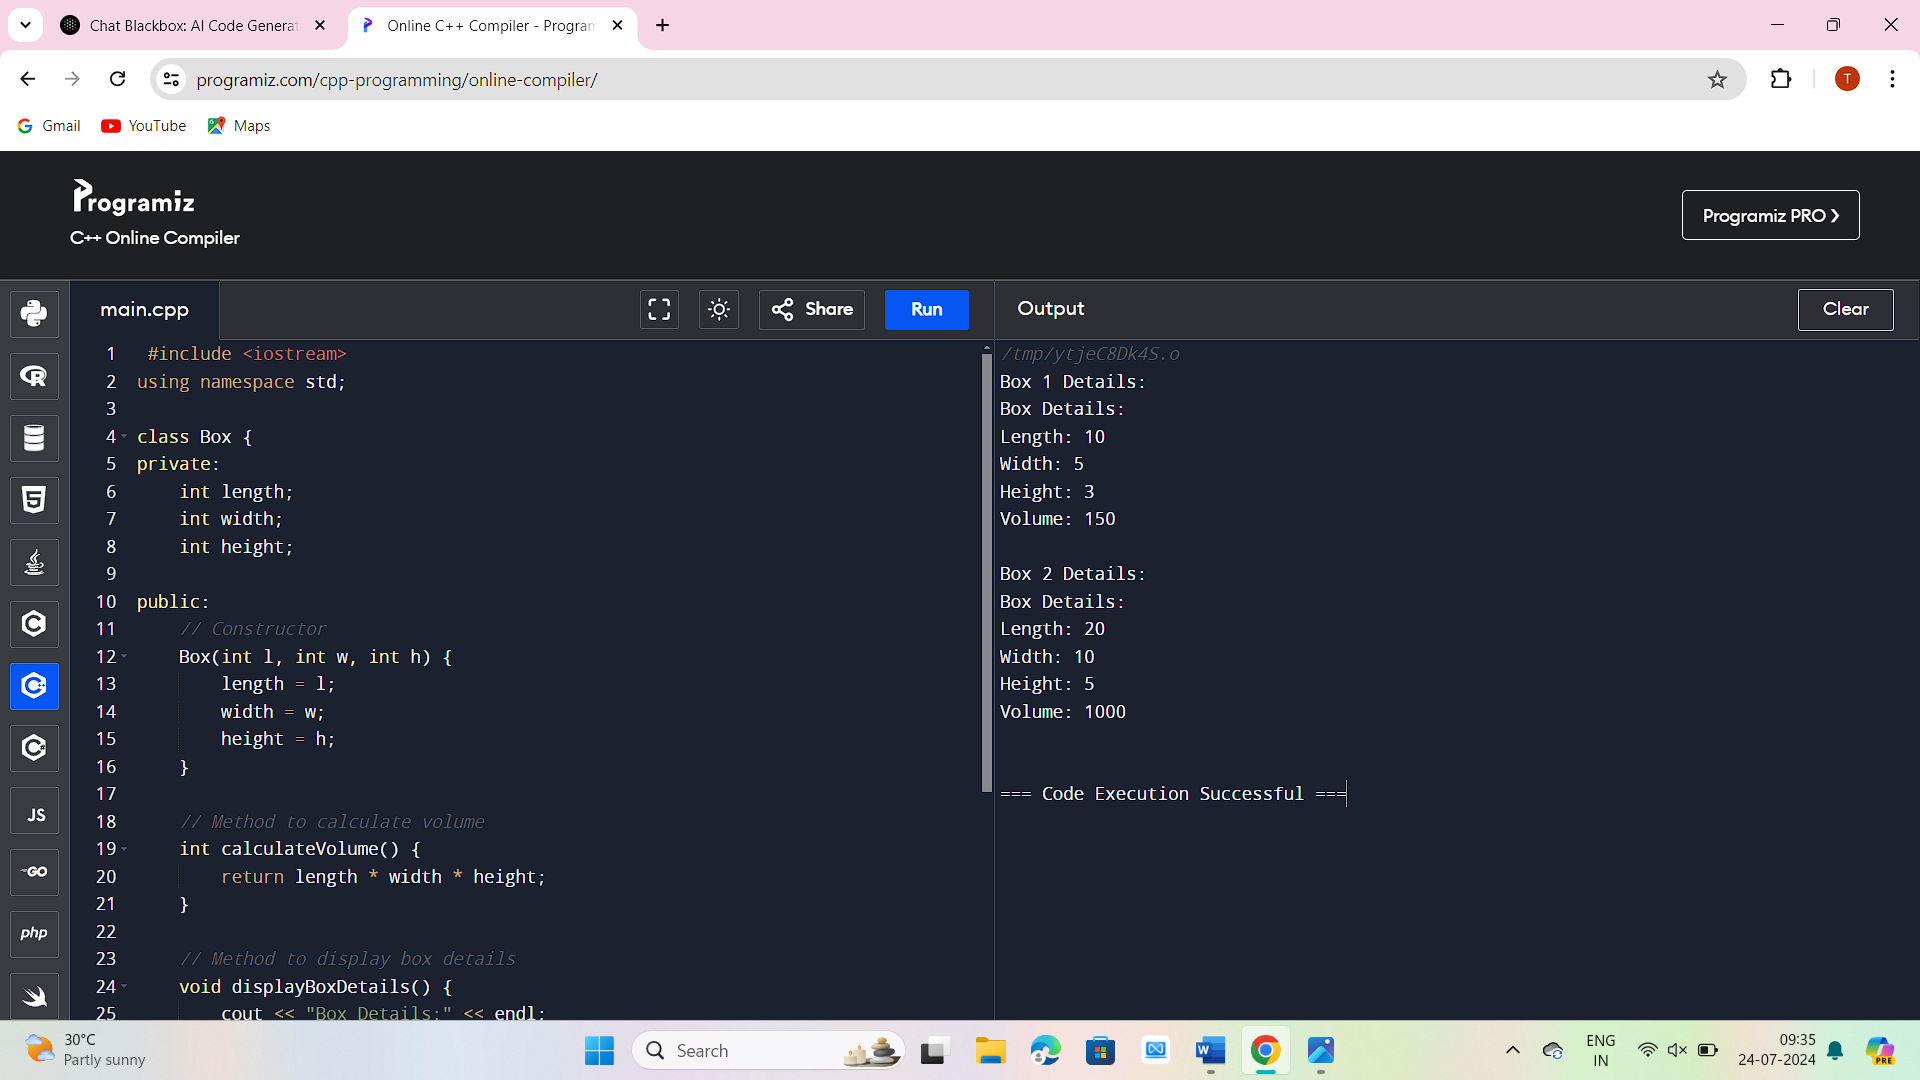 Chat Blackbox: AI Code Generat
Online C++ Compiler - Program
programiz.com/cpp-programming/online-compiler/
T
Gmail YouTube Maps
Programiz
C++ Online Compiler
Programiz PRO ❯
main.cpp
Share
Run
Output
Clear
1 #include <iostream>
2 using namespace std;
3
4 class Box {
5 private:
6     int length;
7     int width;
8     int height;
9
10 public:
11     // Constructor
12     Box(int l, int w, int h) {
13         length = l;
14         width = w;
15         height = h;
16     }
17
18     // Method to calculate volume
19     int calculateVolume() {
20         return length * width * height;
21     }
22
23     // Method to display box details
24     void displayBoxDetails() {
25         cout << "Box Details:" << endl;
/tmp/ytjeC8Dk4S.o
Box 1 Details:
Box Details:
Length: 10
Width: 5
Height: 3
Volume: 150
Box 2 Details:
Box Details:
Length: 20
Width: 10
Height: 5
Volume: 1000
=== Code Execution Successful ===
R
5
C
C++
C#
JS
GO
php
30°C
Partly sunny
Search
W
ENG
IN
09:35
24-07-2024
PRE